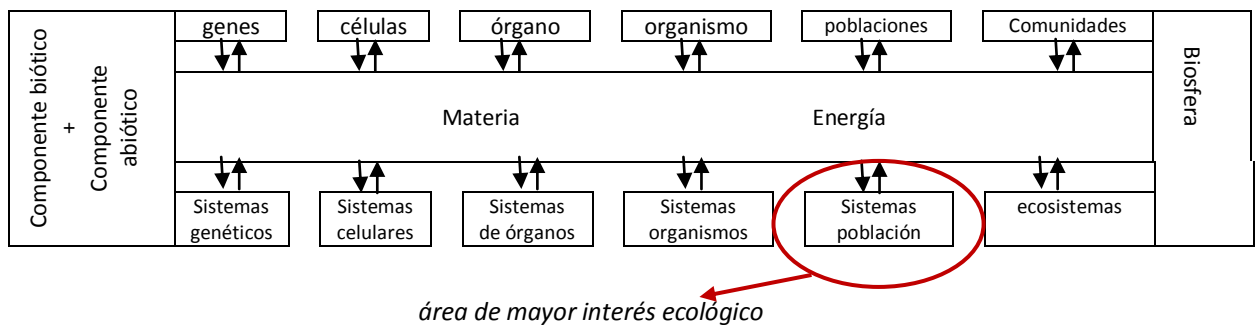 Componente biótico
+
Componente
abiótico
genes
células
órgano
organismo
poblaciones
Comunidades
Biosfera
Materia
Energía
Sistemas
genéticos
Sistemas
celulares
Sistemas
de órganos
Sistemas
organismos
Sistemas
población
ecosistemas
área de mayor interés ecológico